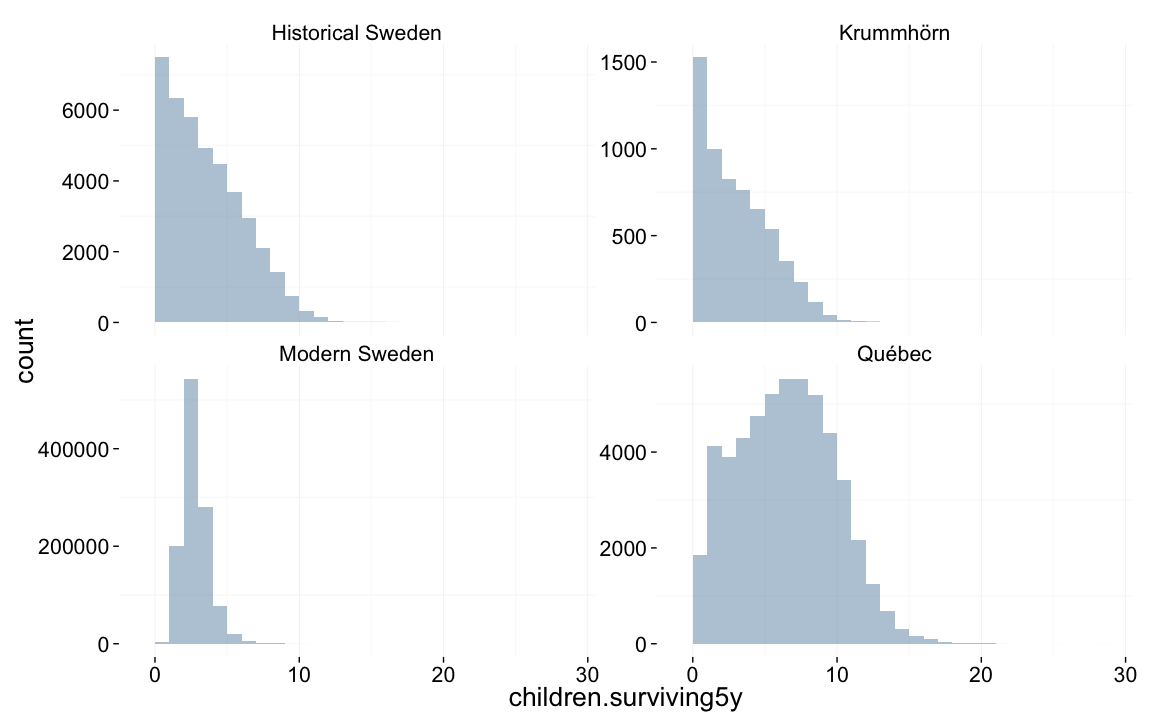 Historical Sweden
Krummhörn
6000
4000
2000
0
1500
1000
500
0
count
Modern Sweden
Québec
400000
200000
0
4000
2000
0
0 10 20 30
0 10 20 30
children.surviving5y